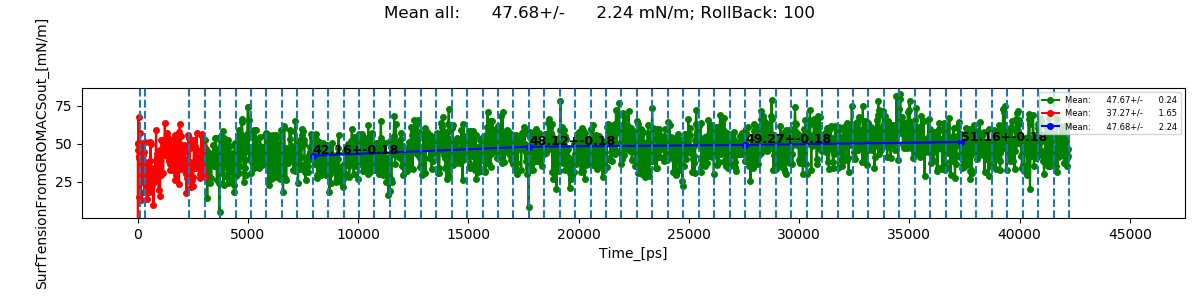 Mean all:      47.68+/-      2.24 mN/m; RollBack: 100
SurfTensionFromGROMACSout_[mN/m]
75
50
25
42.16+-0.18
48.12+-0.18
49.27+-0.18
51.16+-0.18
Mean:      47.67+/-      0.24
Mean:      37.27+/-      1.65
Mean:      47.68+/-      2.24
0 5000 10000 15000 20000 25000 30000 35000 40000 45000
Time_[ps]